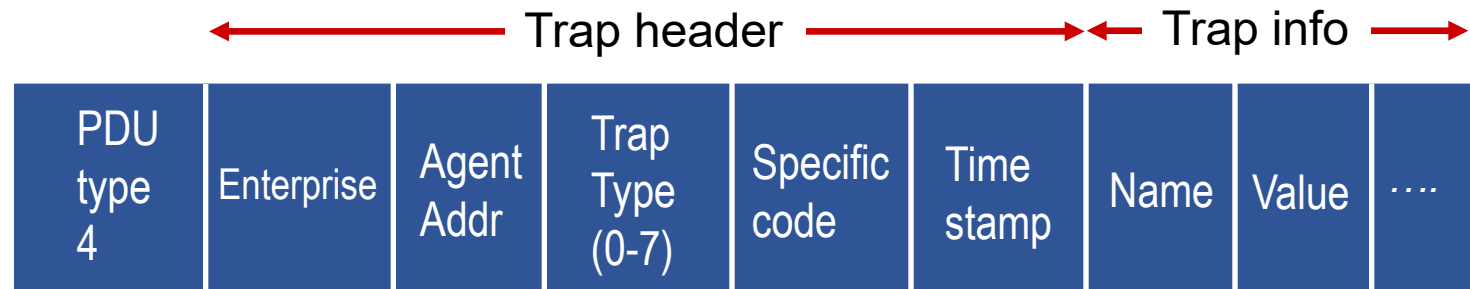 Trap header
Trap info
PDU
type
4
Enterprise
Agent
Addr
Trap
Type
(0-7)
Specific
code
Time
stamp
Name
Value
....